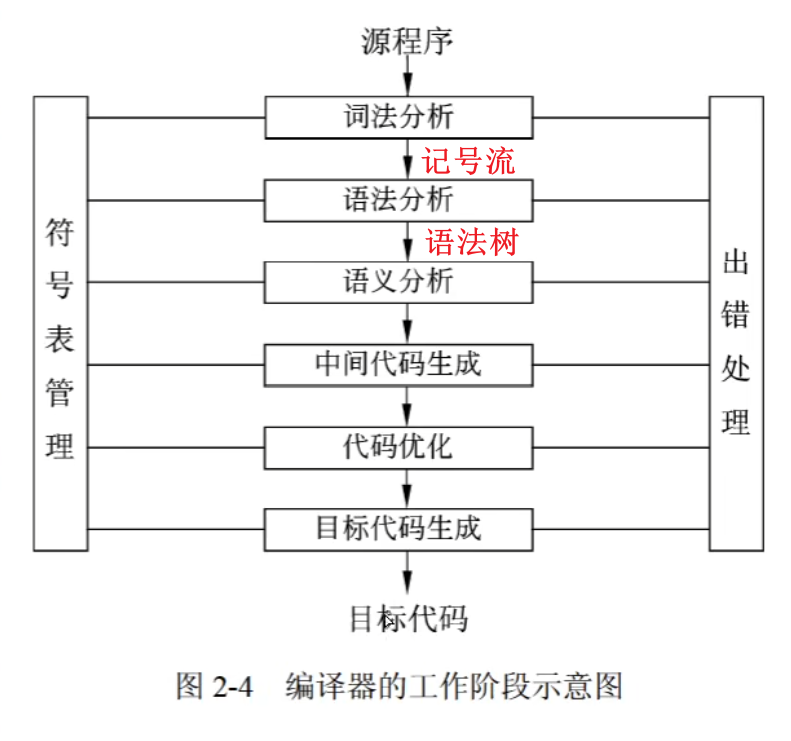 源程序
词法分析
记号流
语法分析
语法树
语义分析
中间代码生成
代码优化
目标代码生成
目标代码
符号表管理
出错处理
图 2-4 编译器的工作阶段示意图